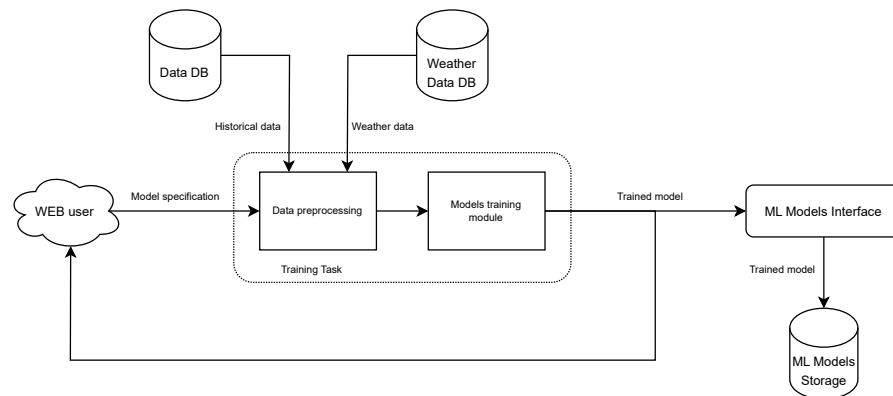 Data DB
Weather
Data DB
Historical data
Weather data
WEB user
Model specification
Data preprocessing
Models training
module
Trained model
ML Models Interface
Training Task
Trained model
ML Models
Storage